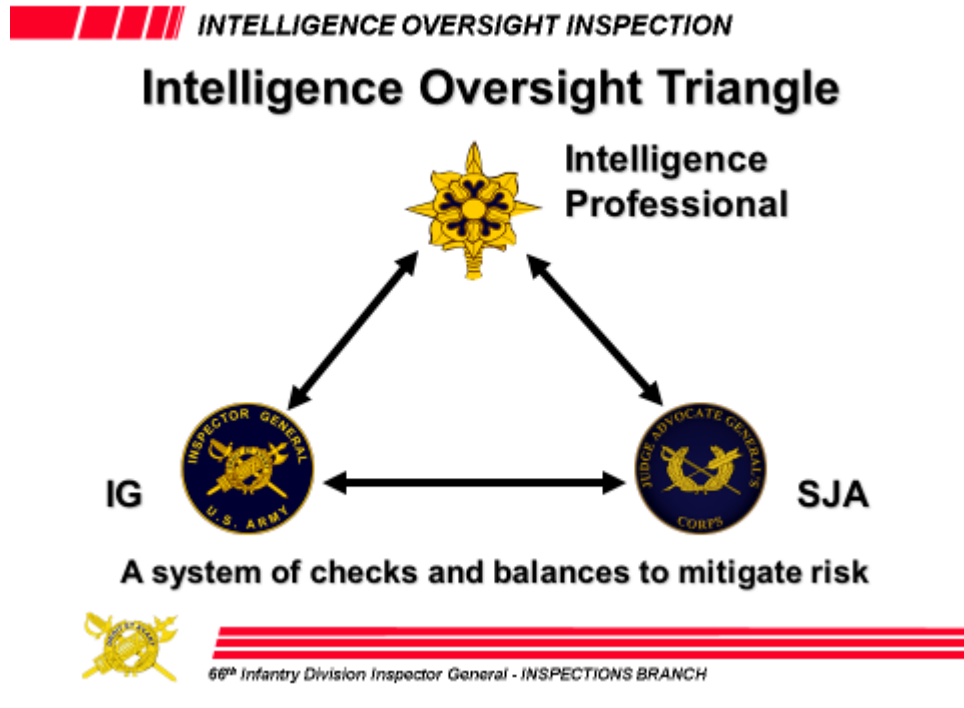 INTELLIGENCE OVERSIGHT INSPECTION
Intelligence Oversight Triangle
Intelligence
Professional
INSPECTOR GENERAL
U.S. ARMY
JUDGE ADVOCATE GENERAL'S
CORPS
IG
SJA
A system of checks and balances to mitigate risk
66th Infantry Division Inspector General - INSPECTIONS BRANCH